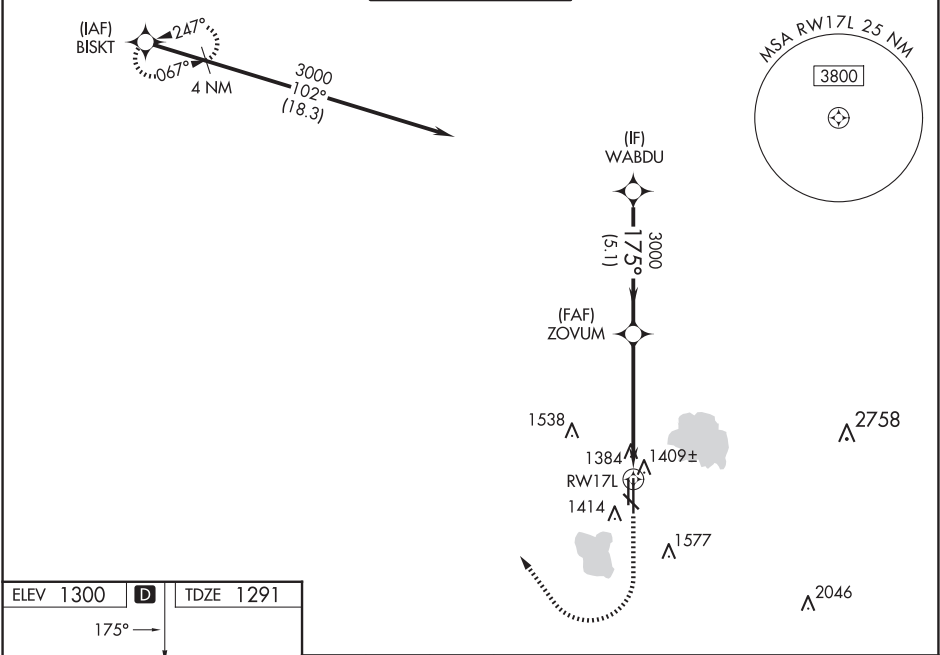 (IAF)
BISKT
247°
067°
4 NM
3000
102°
(18.3)
MSA RW17L 25 NM
3800
(IF)
WABDU
3000
175°
(5.1)
(FAF)
ZOVUM
1538
2758
1384
1409±
RW17L
1414
1577
2046
ELEV 1300
D
TDZE 1291
175°